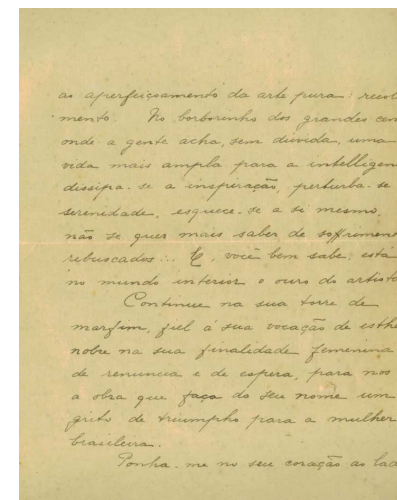 ao aperfeiçoamento da arte pura: recol
mento. No borborinho dos grandes cen
onde a gente acha, sem duvida, uma
vida mais ampla para a intelligen
dissipa-se a inspiração, perturba-se
serenidade, esquece-se a si mesmo,
não se quer mais saber de soffrimen
rebuscados... E, você bem sabe, está
no mundo interior o ouro do artista
Continue na sua torre de
marfim, fiel á sua vocação de esthe
nobre na sua finalidade feminina
de renuncia e de espera, para nos
a obra que faça do seu nome um
grito de triumpho para a mulher
brasileira.
Ponha-me no seu coração ao lad